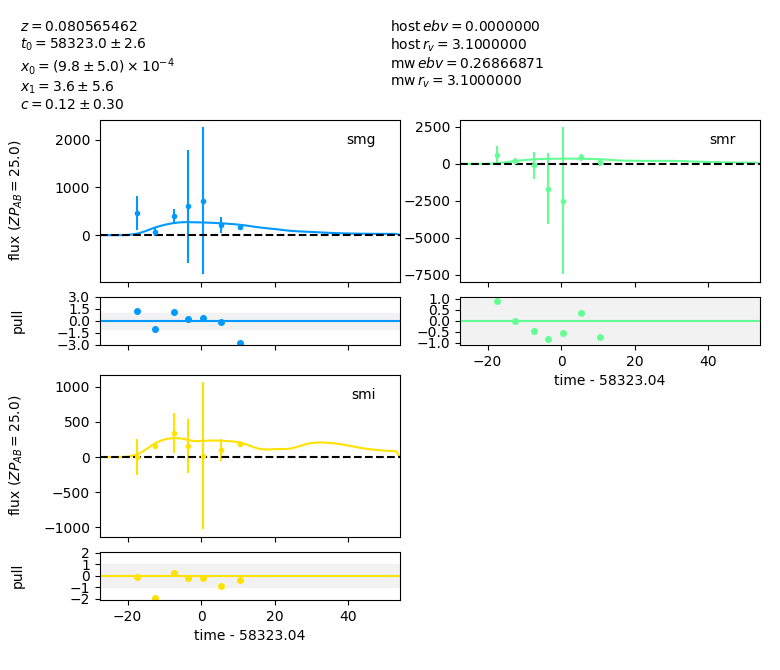 z = 0.080565462
t₀ = 58323.0 ± 2.6
x₀ = (9.8 ± 5.0) × 10⁻⁴
x₁ = 3.6 ± 5.6
c = 0.12 ± 0.30
host ebv = 0.0000000
host r_v = 3.1000000
mw ebv = 0.26866871
mw r_v = 3.1000000
flux (ZP_AB = 25.0)
2000
1000
0
smg
2500
0
−2500
−5000
−7500
smr
pull
3.0
1.5
0.0
−1.5
−3.0
1.0
0.5
0.0
−0.5
−1.0
−20 0 20 40
time - 58323.04
flux (ZP_AB = 25.0)
1000
500
0
−500
−1000
smi
pull
2
1
0
−1
−2
−20 0 20 40
time - 58323.04